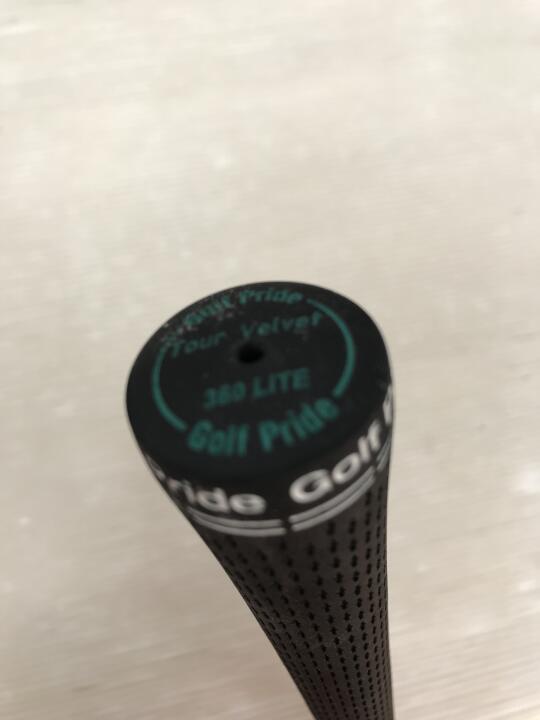 Golf Pride
Tour Velvet
360 LITE
Golf Pride
Pride Golf P